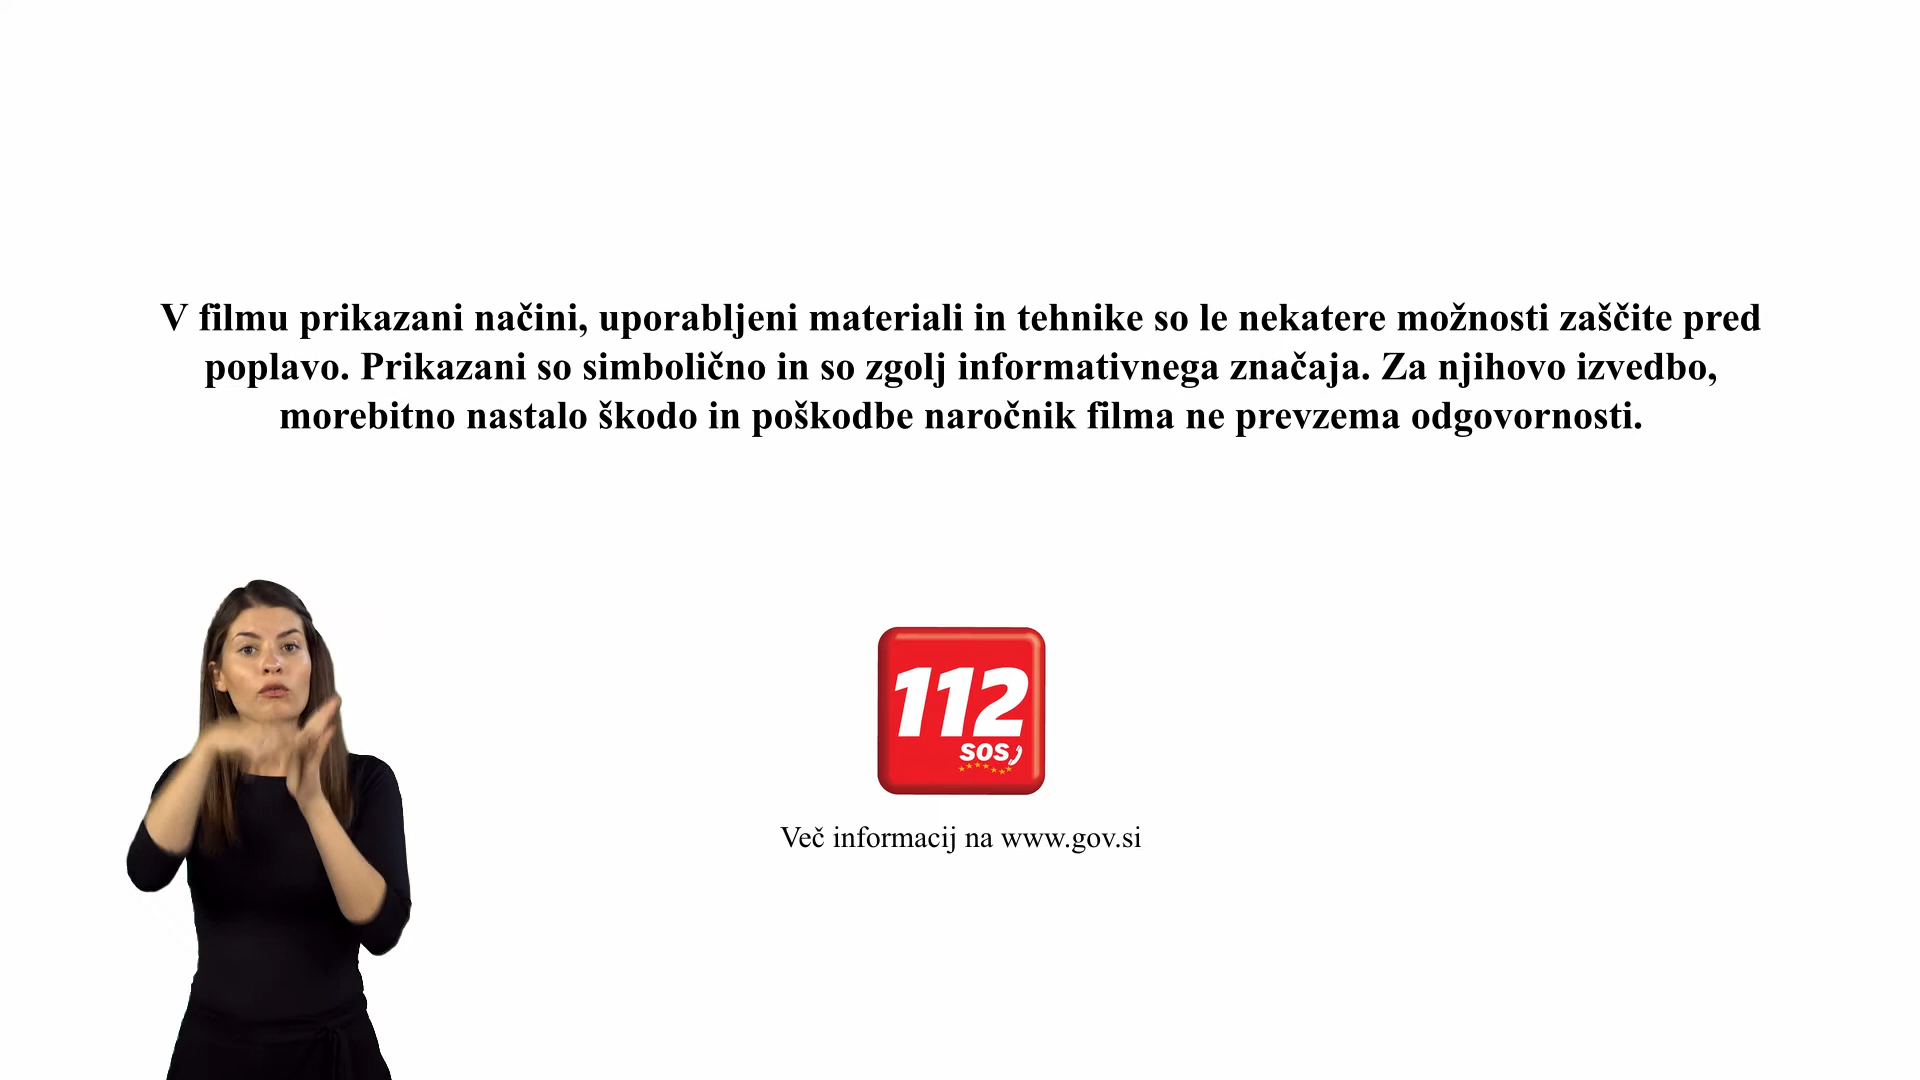 V filmu prikazani načini, uporabljeni materiali in tehnike so le nekatere možnosti zaščite pred
poplavo. Prikazani so simbolično in so zgolj informativnega značaja. Za njihovo izvedbo,
morebitno nastalo škodo in poškodbe naročnik filma ne prevzema odgovornosti.
112
SOS
Več informacij na www.gov.si